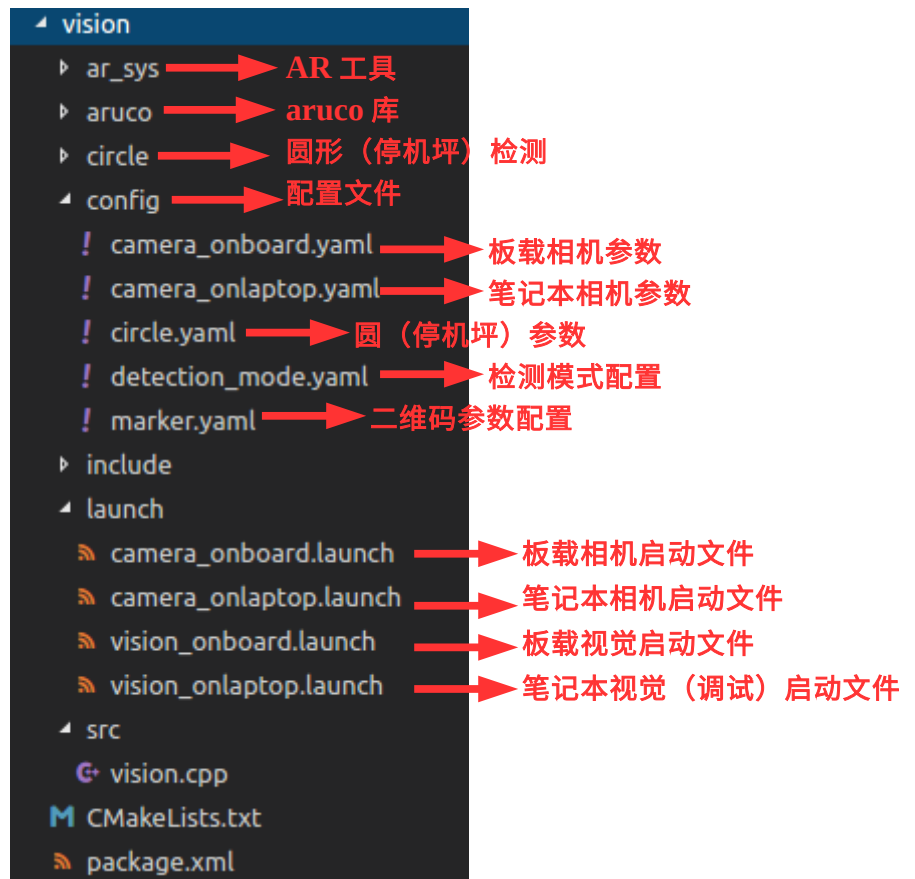 vision
ar_sys AR 工具
aruco aruco 库
circle 圆形（停机坪）检测
config 配置文件
camera_onboard.yaml 板载相机参数
camera_onlaptop.yaml 笔记本相机参数
circle.yaml 圆（停机坪）参数
detection_mode.yaml 检测模式配置
marker.yaml 二维码参数配置
include
launch
camera_onboard.launch 板载相机启动文件
camera_onlaptop.launch 笔记本相机启动文件
vision_onboard.launch 板载视觉启动文件
vision_onlaptop.launch 笔记本视觉（调试）启动文件
src
vision.cpp
CMakeLists.txt
package.xml